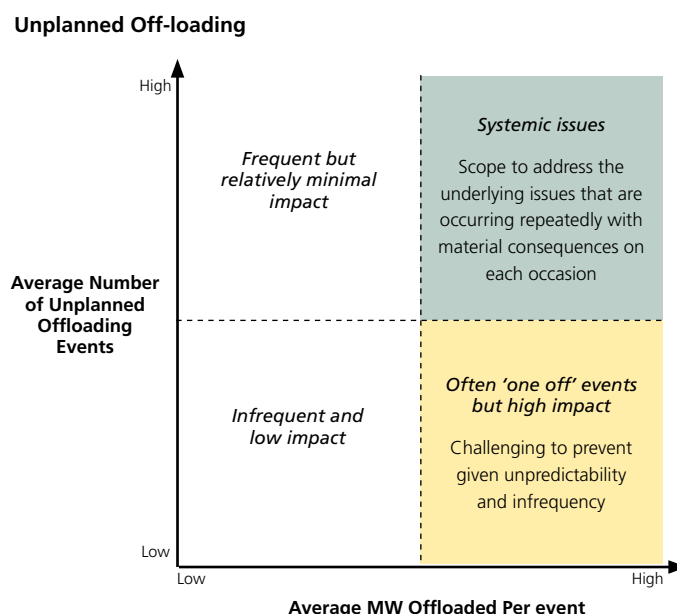 Unplanned Off-loading
High
Frequent but
relatively minimal
impact
Systemic issues
Scope to address the
underlying issues that are
occurring repeatedly with
material consequences on
each occasion
Average Number
of Unplanned
Offloading
Events
Infrequent and
low impact
Often ‘one off’ events
but high impact
Challenging to prevent
given unpredictability
and infrequency
Low
Low
High
Average MW Offloaded Per event